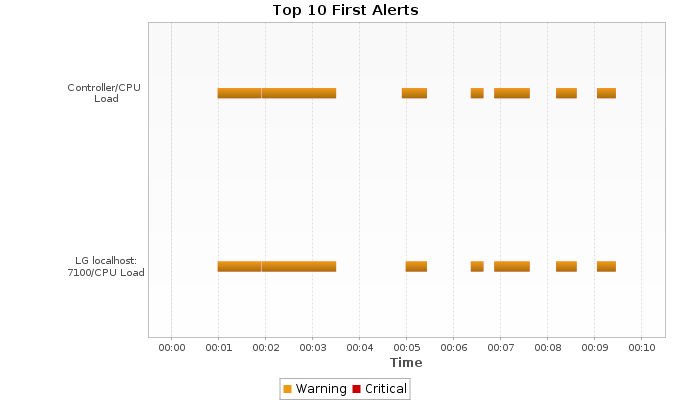 Top 10 First Alerts
Controller/CPU
Load
LG localhost:
7100/CPU Load
00:00 00:01 00:02 00:03 00:04 00:05 00:06 00:07 00:08 00:09 00:10
Time
Warning Critical